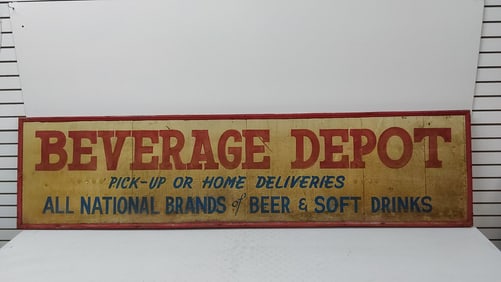 BEVERAGE DEPOT
PICK-UP OR HOME DELIVERIES
ALL NATIONAL BRANDS of BEER & SOFT DRINKS